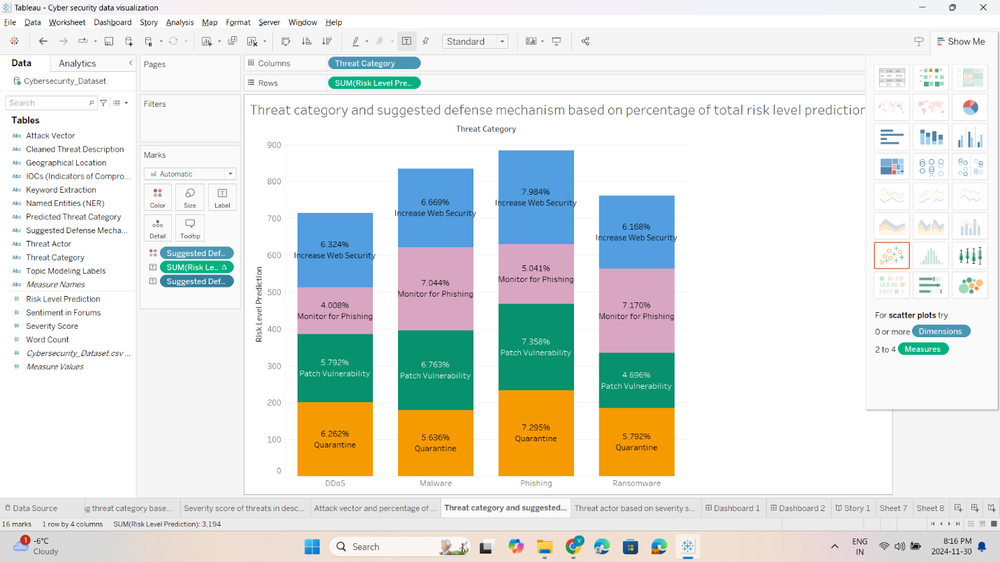 Tableau - Cyber security data visualization
File Data Worksheet Dashboard Story Analysis Map Format Server Window Help
Standard
Show Me
Data
Analytics
Cybersecurity_Dataset
Search
Tables
Abc Attack Vector
Abc Cleaned Threat Description
Abc Geographical Location
Abc IOCs (Indicators of Compro...
Abc Keyword Extraction
Abc Named Entities (NER)
Abc Predicted Threat Category
Abc Suggested Defense Mecha...
Abc Threat Actor
Abc Threat Category
Abc Topic Modeling Labels
Abc Measure Names
# Risk Level Prediction
# Sentiment in Forums
# Severity Score
# Word Count
# Cybersecurity_Dataset.csv ...
# Measure Values
Pages
Filters
Marks
Automatic
Color Size Label
Detail Tooltip
Suggested Def..
SUM(Risk Le.. Δ
Suggested Def..
Columns
Threat Category
Rows
SUM(Risk Level Pre..
Threat category and suggested defense mechanism based on percentage of total risk level prediction
Threat Category
Risk Level Prediction
900
800
700
600
500
400
300
200
100
0
6.324%
Increase Web Security
4.008%
Monitor for Phishing
5.792%
Patch Vulnerability
6.262%
Quarantine
DDoS
6.669%
Increase Web Security
7.044%
Monitor for Phishing
6.763%
Patch Vulnerability
5.636%
Quarantine
Malware
7.984%
Increase Web Security
5.041%
Monitor for Phishing
7.358%
Patch Vulnerability
7.295%
Quarantine
Phishing
6.168%
Increase Web Security
7.170%
Monitor for Phishing
4.696%
Patch Vulnerability
5.792%
Quarantine
Ransomware
For scatter plots try
0 or more Dimensions
2 to 4 Measures
Data Source
g threat category base...
Severity score of threats in desc...
Attack vector and percentage of ...
Threat category and suggested...
Threat actor based on severity s...
Dashboard 1
Dashboard 2
Story 1
Sheet 7
Sheet 8
16 marks 1 row by 4 columns SUM(Risk Level Prediction): 3,194
1
-6°C
Cloudy
Search
V
ENG
IN
8:16 PM
2024-11-30